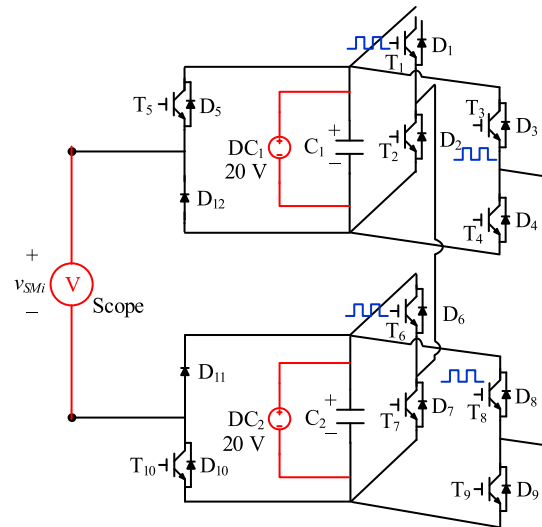 D₁
T₁
T₅
D₅
DC₁
20 V
+
C₁
−
T₂
D₂
T₃
D₃
D₁₂
T₄
D₄
+
vSMi
−
V
Scope
T₆
D₆
D₁₁
DC₂
20 V
+
C₂
−
T₇
D₇
T₈
D₈
T₁₀
D₁₀
T₉
D₉